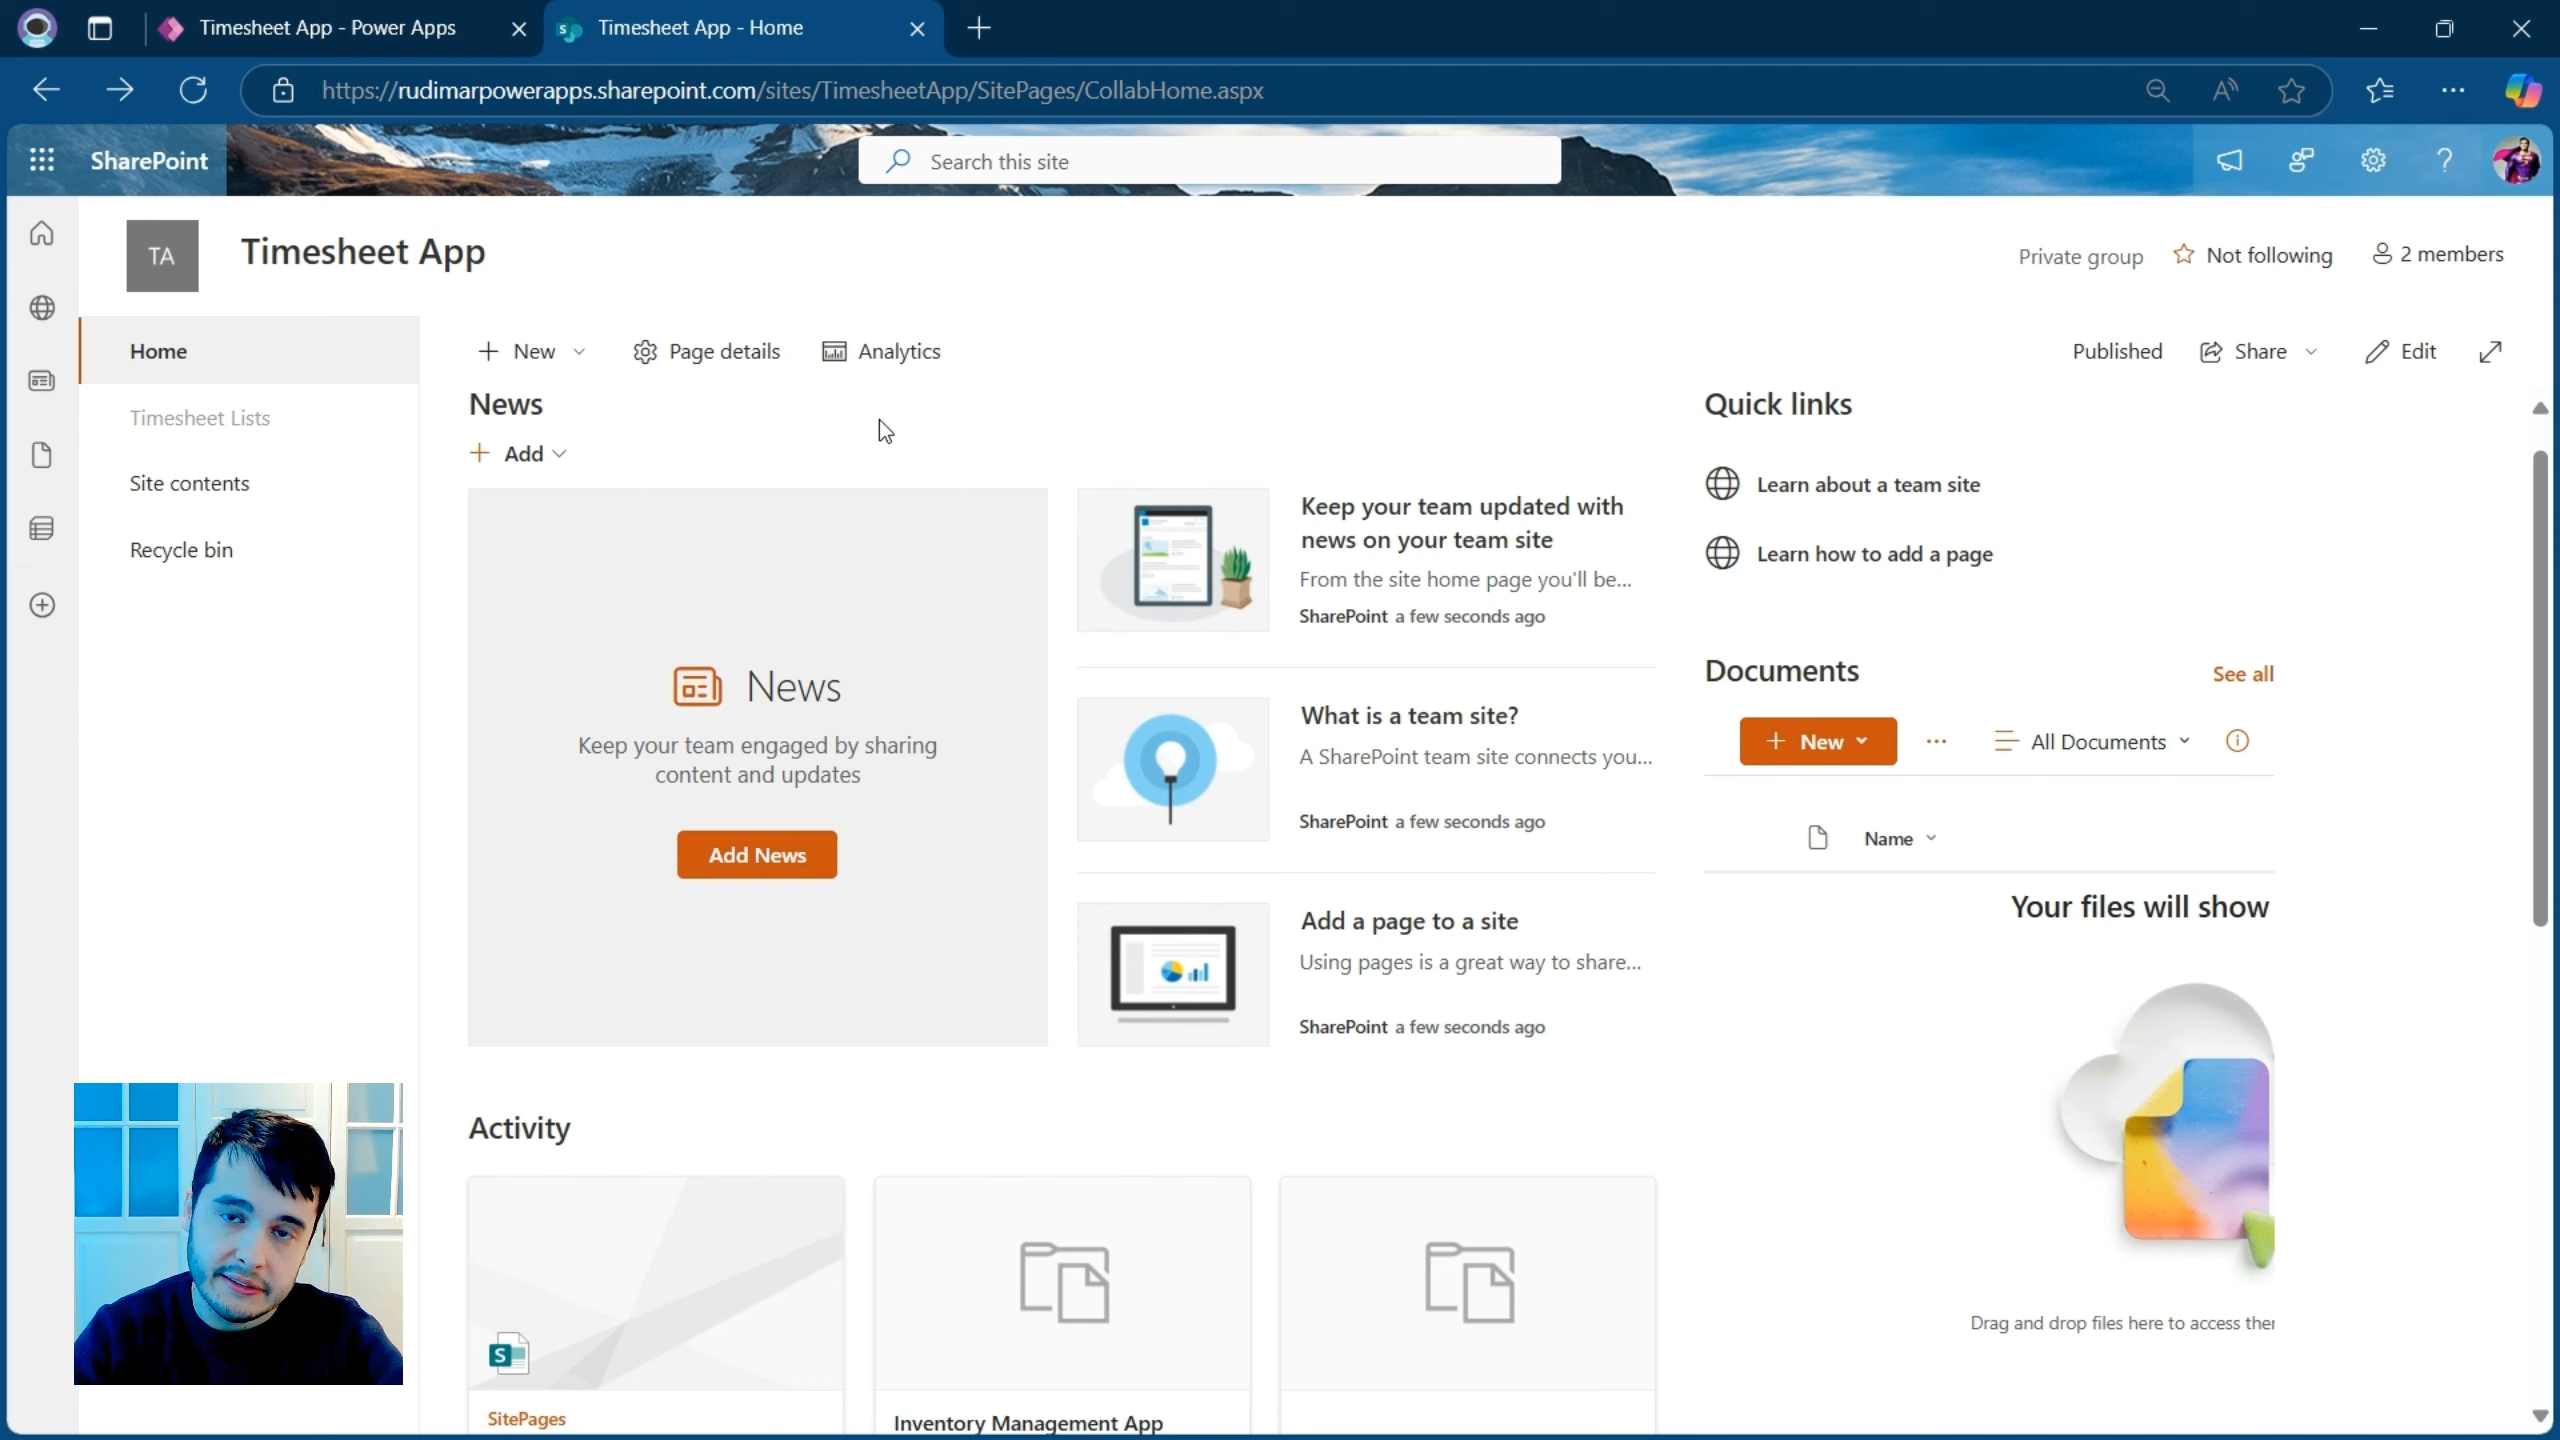 Timesheet App - Power Apps
Timesheet App - Home
https://rudimarpowerapps.sharepoint.com/sites/TimesheetApp/SitePages/CollabHome.aspx
SharePoint
Search this site
TA
Timesheet App
Private group
Not following
2 members
Home
Timesheet Lists
Site contents
Recycle bin
New
Page details
Analytics
Published
Share
Edit
News
Add
News
Keep your team engaged by sharing
content and updates
Add News
Keep your team updated with
news on your team site
From the site home page you'll be...
SharePoint a few seconds ago
What is a team site?
A SharePoint team site connects you...
SharePoint a few seconds ago
Add a page to a site
Using pages is a great way to share...
SharePoint a few seconds ago
Quick links
Learn about a team site
Learn how to add a page
Documents
See all
New
All Documents
Name
Your files will show
Drag and drop files here to access ther
Activity
S
SitePages
Inventory Management App